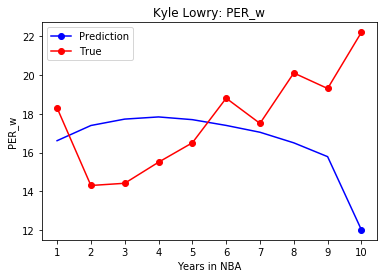 Kyle Lowry: PER_w
Prediction
True
PER_w
22
20
18
16
14
12
1 2 3 4 5 6 7 8 9 10
Years in NBA